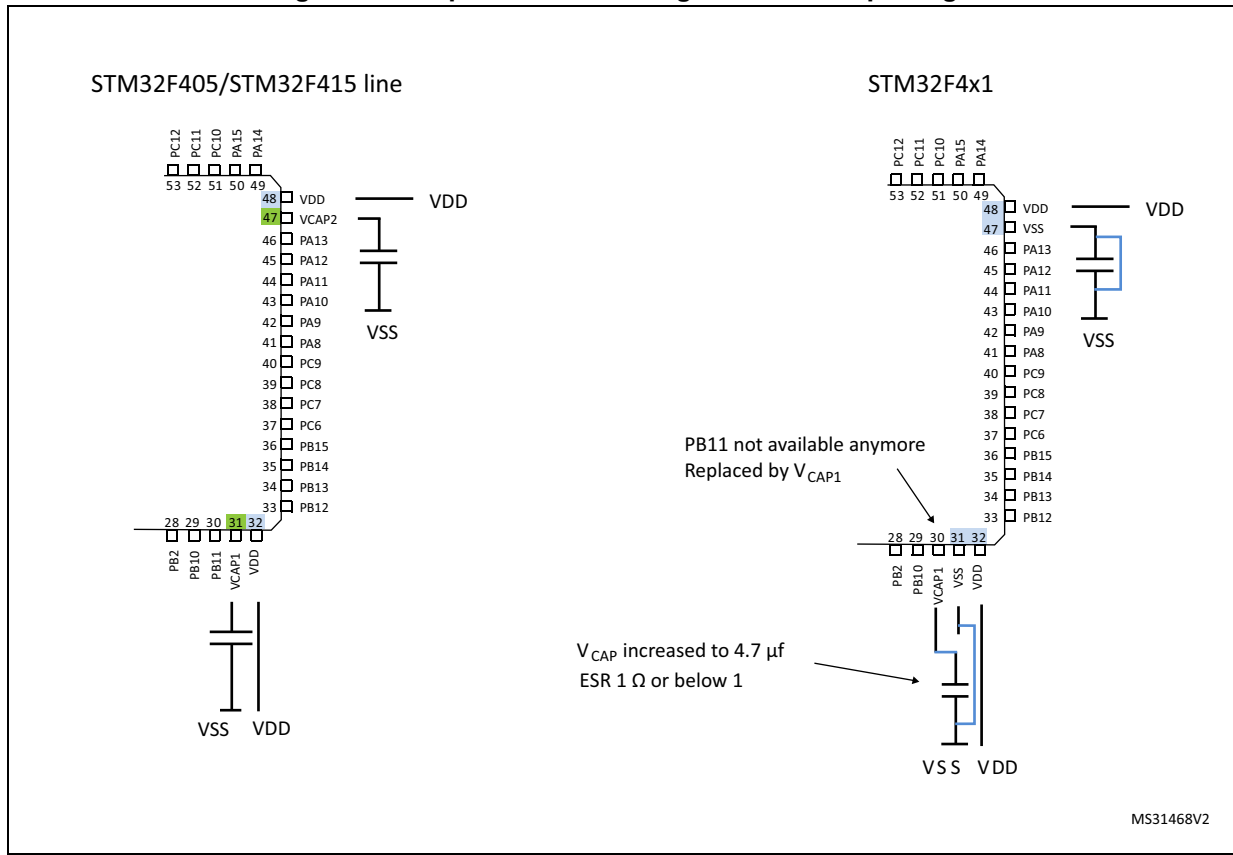 STM32F405/STM32F415 line
PC12
PC11
PC10
PA15
PA14
53 52 51 50 49
48 VDD
47 VCAP2
46 PA13
45 PA12
44 PA11
43 PA10
42 PA9
41 PA8
40 PC9
39 PC8
38 PC7
37 PC6
36 PB15
35 PB14
34 PB13
33 PB12
VDD
VSS
28 29 30 31 32
PB2
PB10
PB11
VCAP1
VDD
VSS VDD
STM32F4x1
PC12
PC11
PC10
PA15
PA14
53 52 51 50 49
48 VDD
47 VSS
46 PA13
45 PA12
44 PA11
43 PA10
42 PA9
41 PA8
40 PC9
39 PC8
38 PC7
37 PC6
36 PB15
35 PB14
34 PB13
33 PB12
VDD
VSS
PB11 not available anymore
Replaced by VCAP1
28 29 30 31 32
PB2
PB10
VCAP1
VSS
VDD
VCAP increased to 4.7 µf
ESR 1 Ω or below 1
VSS VDD
MS31468V2